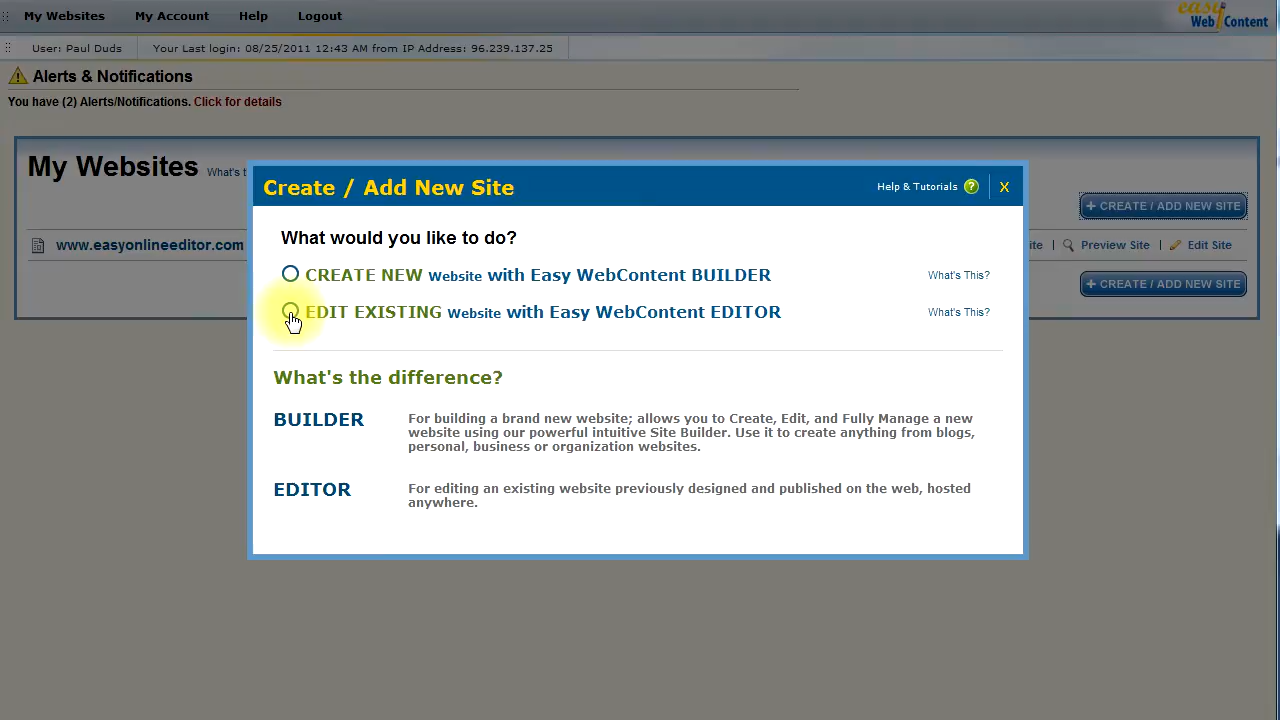 My Websites My Account Help Logout
easy WebContent
User: Paul Duds Your Last login: 08/25/2011 12:43 AM from IP Address: 96.239.137.25
Alerts & Notifications
You have (2) Alerts/Notifications. Click for details
My Websites What's t
Create / Add New Site Help & Tutorials ? X
+ CREATE / ADD NEW SITE
What would you like to do?
www.easyonlineeditor.com ite | Preview Site | Edit Site
CREATE NEW Website with Easy WebContent BUILDER What's This?
+ CREATE / ADD NEW SITE
EDIT EXISTING Website with Easy WebContent EDITOR What's This?
What's the difference?
BUILDER For building a brand new website; allows you to Create, Edit, and Fully Manage a new
website using our powerful intuitive Site Builder. Use it to create anything from blogs,
personal, business or organization websites.
EDITOR For editing an existing website previously designed and published on the web, hosted
anywhere.